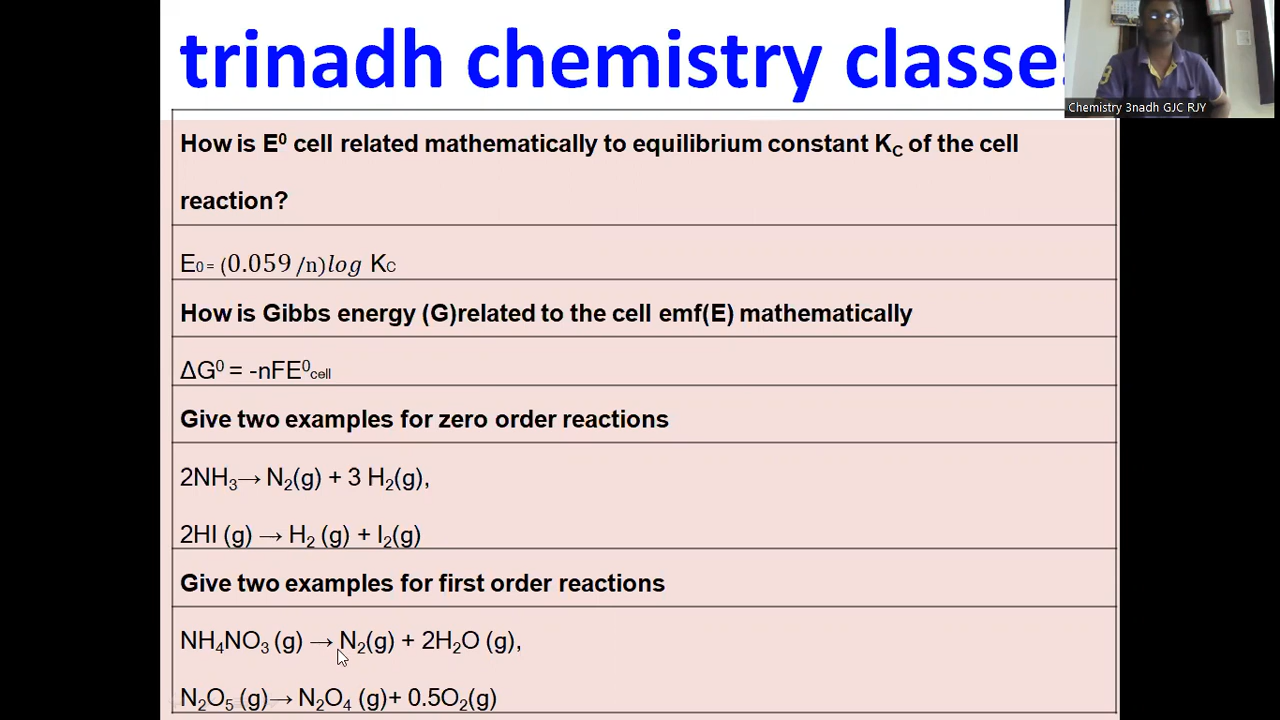 trinadh chemistry classes
Chemistry 3nadh GJC RJY
How is E⁰ cell related mathematically to equilibrium constant K_C of the cell
reaction?
E₀ = (0.059 /n)log K_C
How is Gibbs energy (G)related to the cell emf(E) mathematically
ΔG⁰ = -nFE⁰cell
Give two examples for zero order reactions
2NH₃→ N₂(g) + 3 H₂(g),
2HI (g) → H₂ (g) + I₂(g)
Give two examples for first order reactions
NH₄NO₃ (g) → N₂(g) + 2H₂O (g),
N₂O₅ (g)→ N₂O₄ (g)+ 0.5O₂(g)